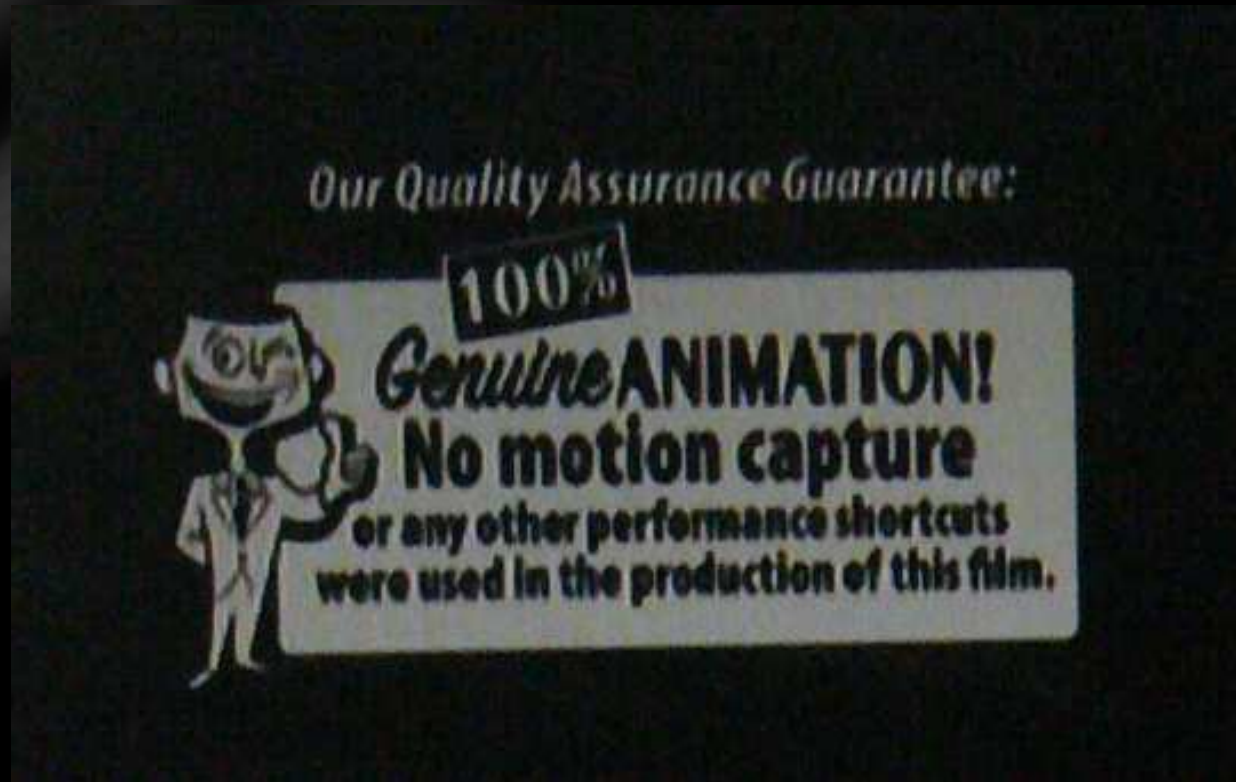 Our Quality Assurance Guarantee:
100%
Genuine ANIMATION!
No motion capture
or any other performance shortcuts
were used in the production of this film.